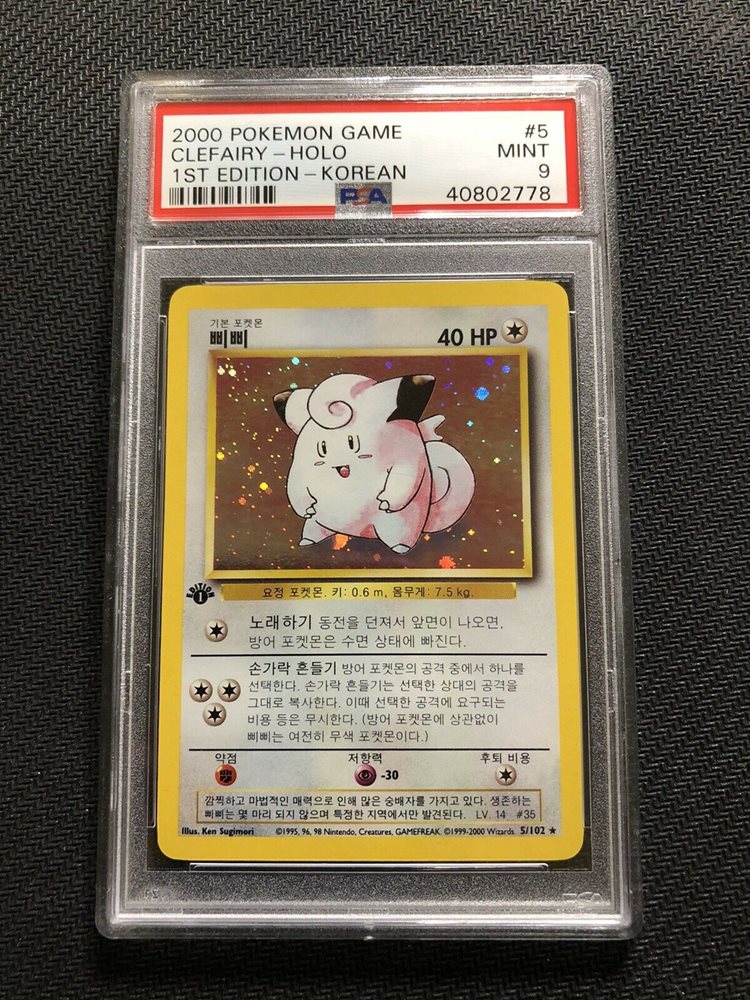 2000 POKEMON GAME #5
CLEFAIRY-HOLO MINT
1ST EDITION-KOREAN 9
PSA 40802778
기본 포켓몬
삐삐 40 HP
요정 포켓몬. 키: 0.6 m, 몸무게: 7.5 kg.
EDITION
1
노래하기 동전을 던져서 앞면이 나오면,
방어 포켓몬은 수면 상태에 빠진다.
손가락 흔들기 방어 포켓몬의 공격 중에서 하나를
선택한다. 손가락 흔들기는 선택한 상대의 공격을
그대로 복사한다. 이때 선택한 공격에 요구되는
비용 등은 무시한다. (방어 포켓몬에 상관없이
삐삐는 여전히 무색 포켓몬이다.)
약점 저항력 후퇴 비용
-30
깜찍하고 마법적인 매력으로 인해 많은 숭배자를 가지고 있다. 생존하는
삐삐는 몇 마리 되지 않으며 특정한 지역에서만 발견된다. LV. 14 #35
Illus. Ken Sugimori ©1995, 96, 98 Nintendo, Creatures, GAMEFREAK. ©1999-2000 Wizards. 5/102 ★